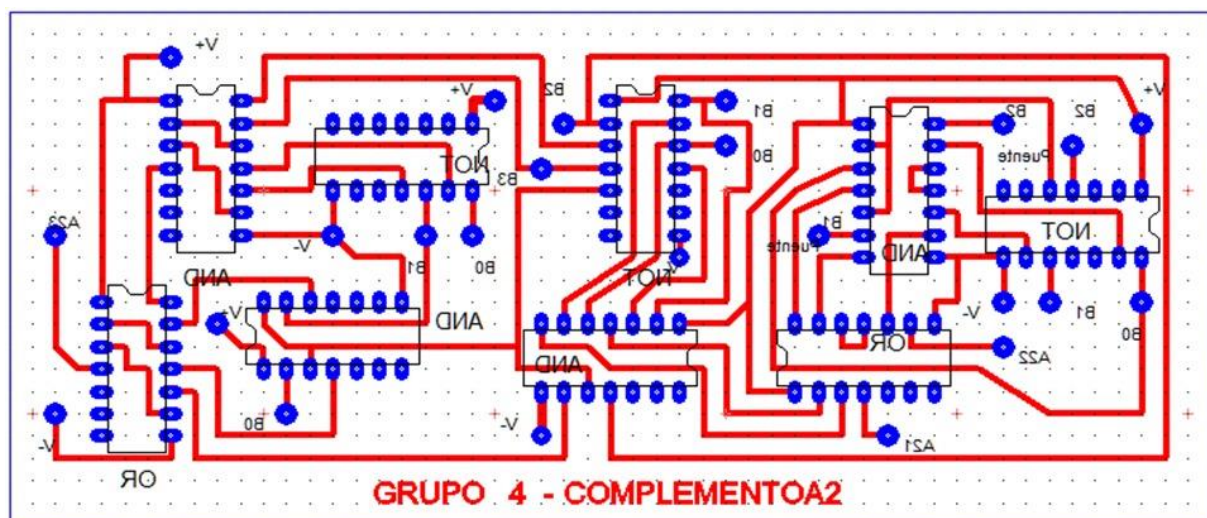 V+
V+
B2
B1
B2
B2
V+
NOT
B0
Puente
B3
A23
V-
B1
Puente
NOT
AND
B1
B0
V-
AND
NOT
V-
B1
B0
V+
AND
AND
OR
A22
V-
B0
V-
A21
OR
GRUPO 4 - COMPLEMENTOA2